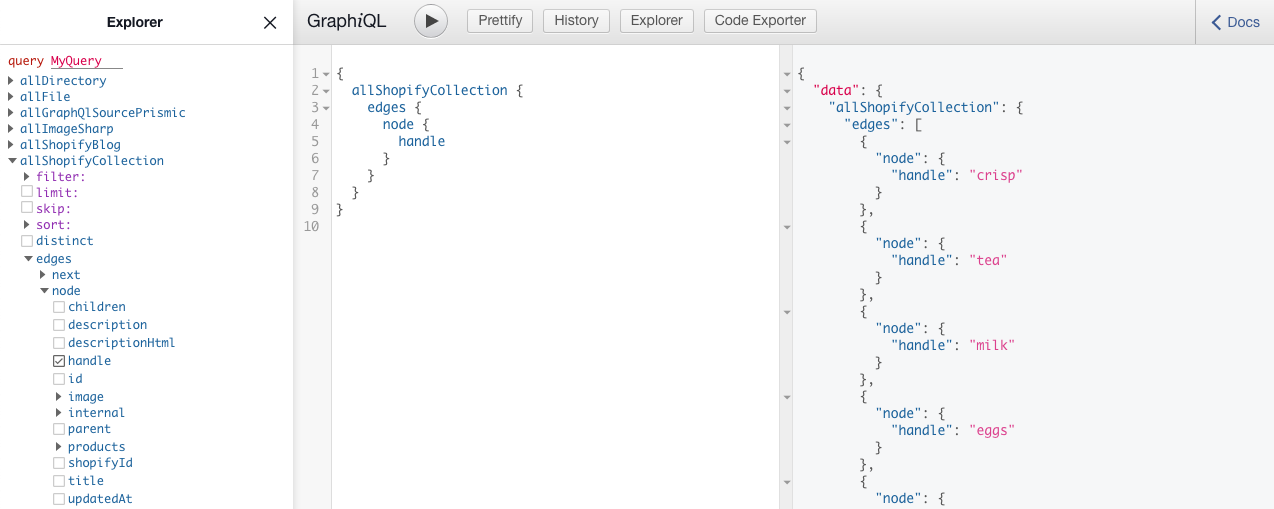 Explorer
query MyQuery
allDirectory
allFile
allGraphQlSourcePrismic
allImageSharp
allShopifyBlog
allShopifyCollection
filter:
limit:
skip:
sort:
distinct
edges
next
node
children
description
descriptionHtml
handle
id
image
internal
parent
products
shopifyId
title
updatedAt
GraphiQL
Prettify
History
Explorer
Code Exporter
Docs
1 {
2 allShopifyCollection {
3 edges {
4 node {
5 handle
6 }
7 }
8 }
9 }
10
{
"data": {
"allShopifyCollection": {
"edges": [
{
"node": {
"handle": "crisp"
}
},
{
"node": {
"handle": "tea"
}
},
{
"node": {
"handle": "milk"
}
},
{
"node": {
"handle": "eggs"
}
},
{
"node": {